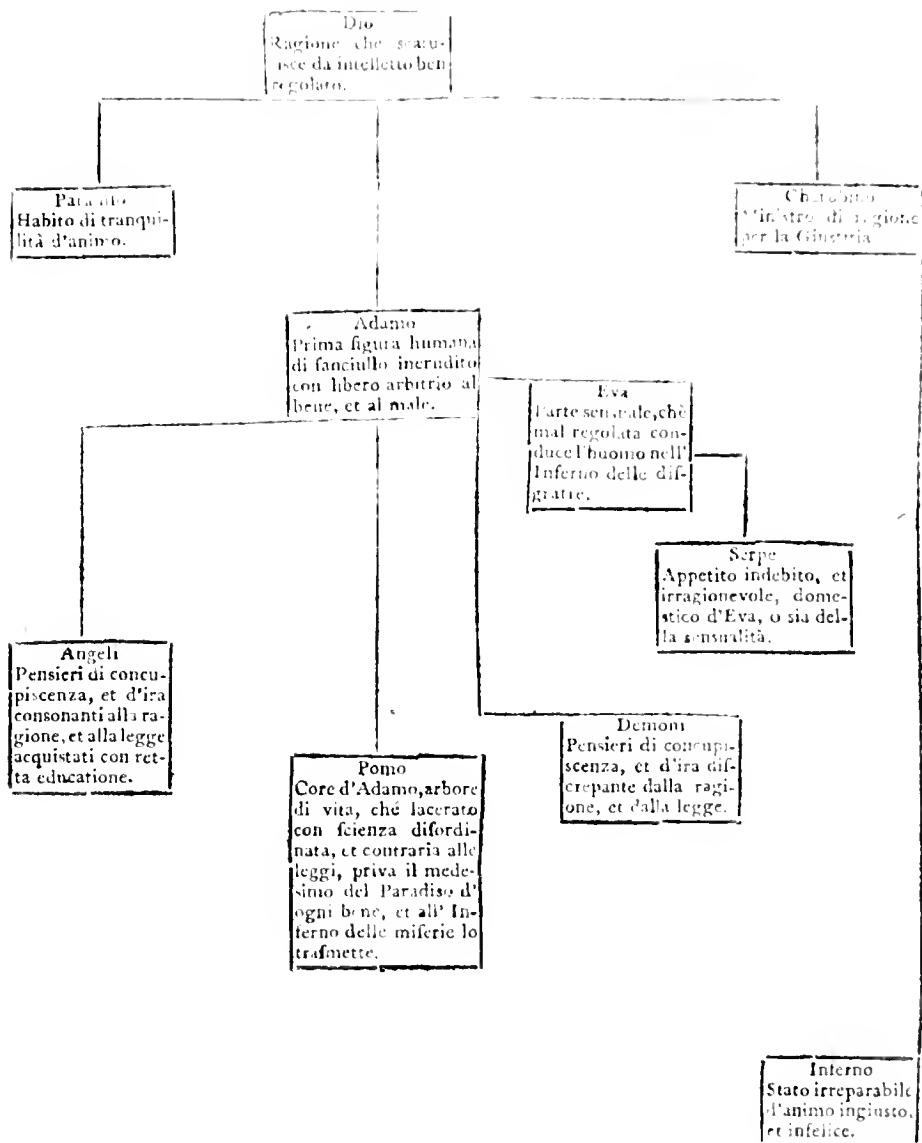 Dio
Ragione che scatu-
risce da intelletto ben
regolato.
Paradiso
Habito di tranqui-
lità d'animo.
Cherubino
Ministro di ragione
per la Giustitia
Adamo
Prima figura humana
di fanciullo inerudito
con libero arbitrio al
bene, et al male.
Eva
Parte sensuale, chè
mal regolata con-
duce l'huomo nell'
Inferno delle dis-
gratie.
Serpe
Appetito indebito, et
irragionevole, dome-
stico d'Eva, o sia del-
la sensualità.
Angeli
Pensieri di concu-
piscenza, et d'ira
consonanti alla ra-
gione, et alla legge
acquistati con ret-
ta educatione.
Demoni
Pensieri di concupi-
scenza, et d'ira dis-
crepante dalla ragi-
one, et dalla legge.
Pomo
Core d'Adamo, arbore
di vita, ché lacerato
con scienza disordi-
nata, et contraria alle
leggi, priva il mede-
simo del Paradiso d'
ogni bene, et all' In-
ferno delle miserie lo
trasmette.
Inferno
Stato irreparabile
d'animo ingiusto,
et infelice.